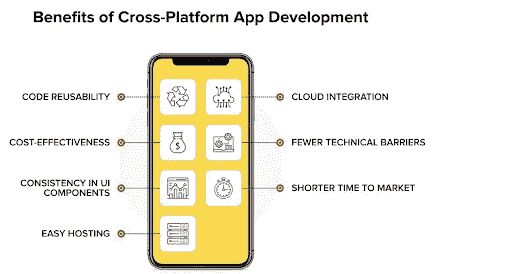 Benefits of Cross-Platform App Development
CODE REUSABILITY
CLOUD INTEGRATION
COST-EFFECTIVENESS
FEWER TECHNICAL BARRIERS
CONSISTENCY IN UI
COMPONENTS
SHORTER TIME TO MARKET
EASY HOSTING
$